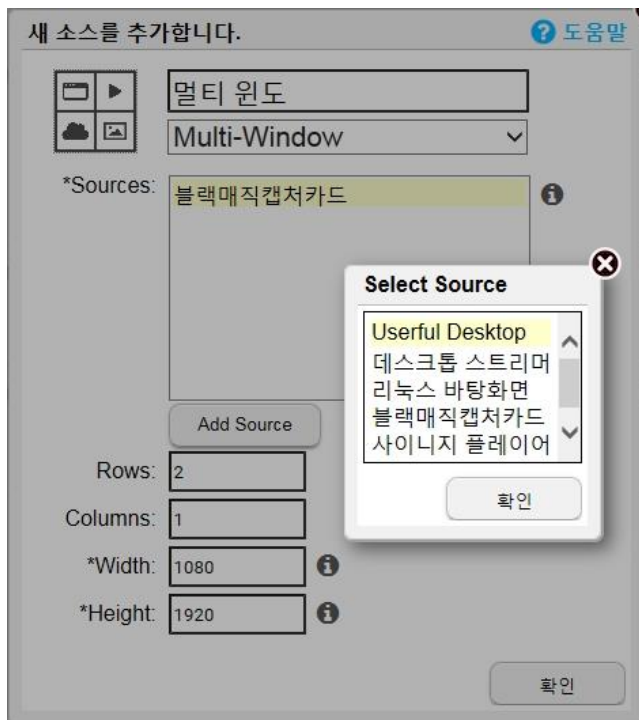 새 소스를 추가합니다.
도움말
멀티 윈도
Multi-Window
*Sources:
블랙매직캡처카드
Add Source
Rows:
2
Columns:
1
*Width:
1080
*Height:
1920
확인
Select Source
Userful Desktop
데스크톱 스트리머
리눅스 바탕화면
블랙매직캡처카드
사이니지 플레이어
확인